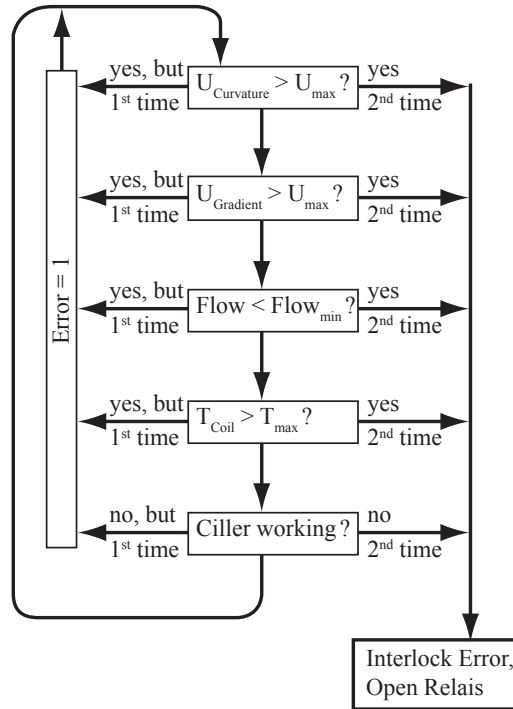 yes, but
1st time
UCurvature > Umax ?
yes
2nd time
yes, but
1st time
UGradient > Umax ?
yes
2nd time
Error = 1
yes, but
1st time
Flow < Flowmin ?
yes
2nd time
yes, but
1st time
TCoil > Tmax ?
yes
2nd time
no, but
1st time
Ciller working ?
no
2nd time
Interlock Error,
Open Relais